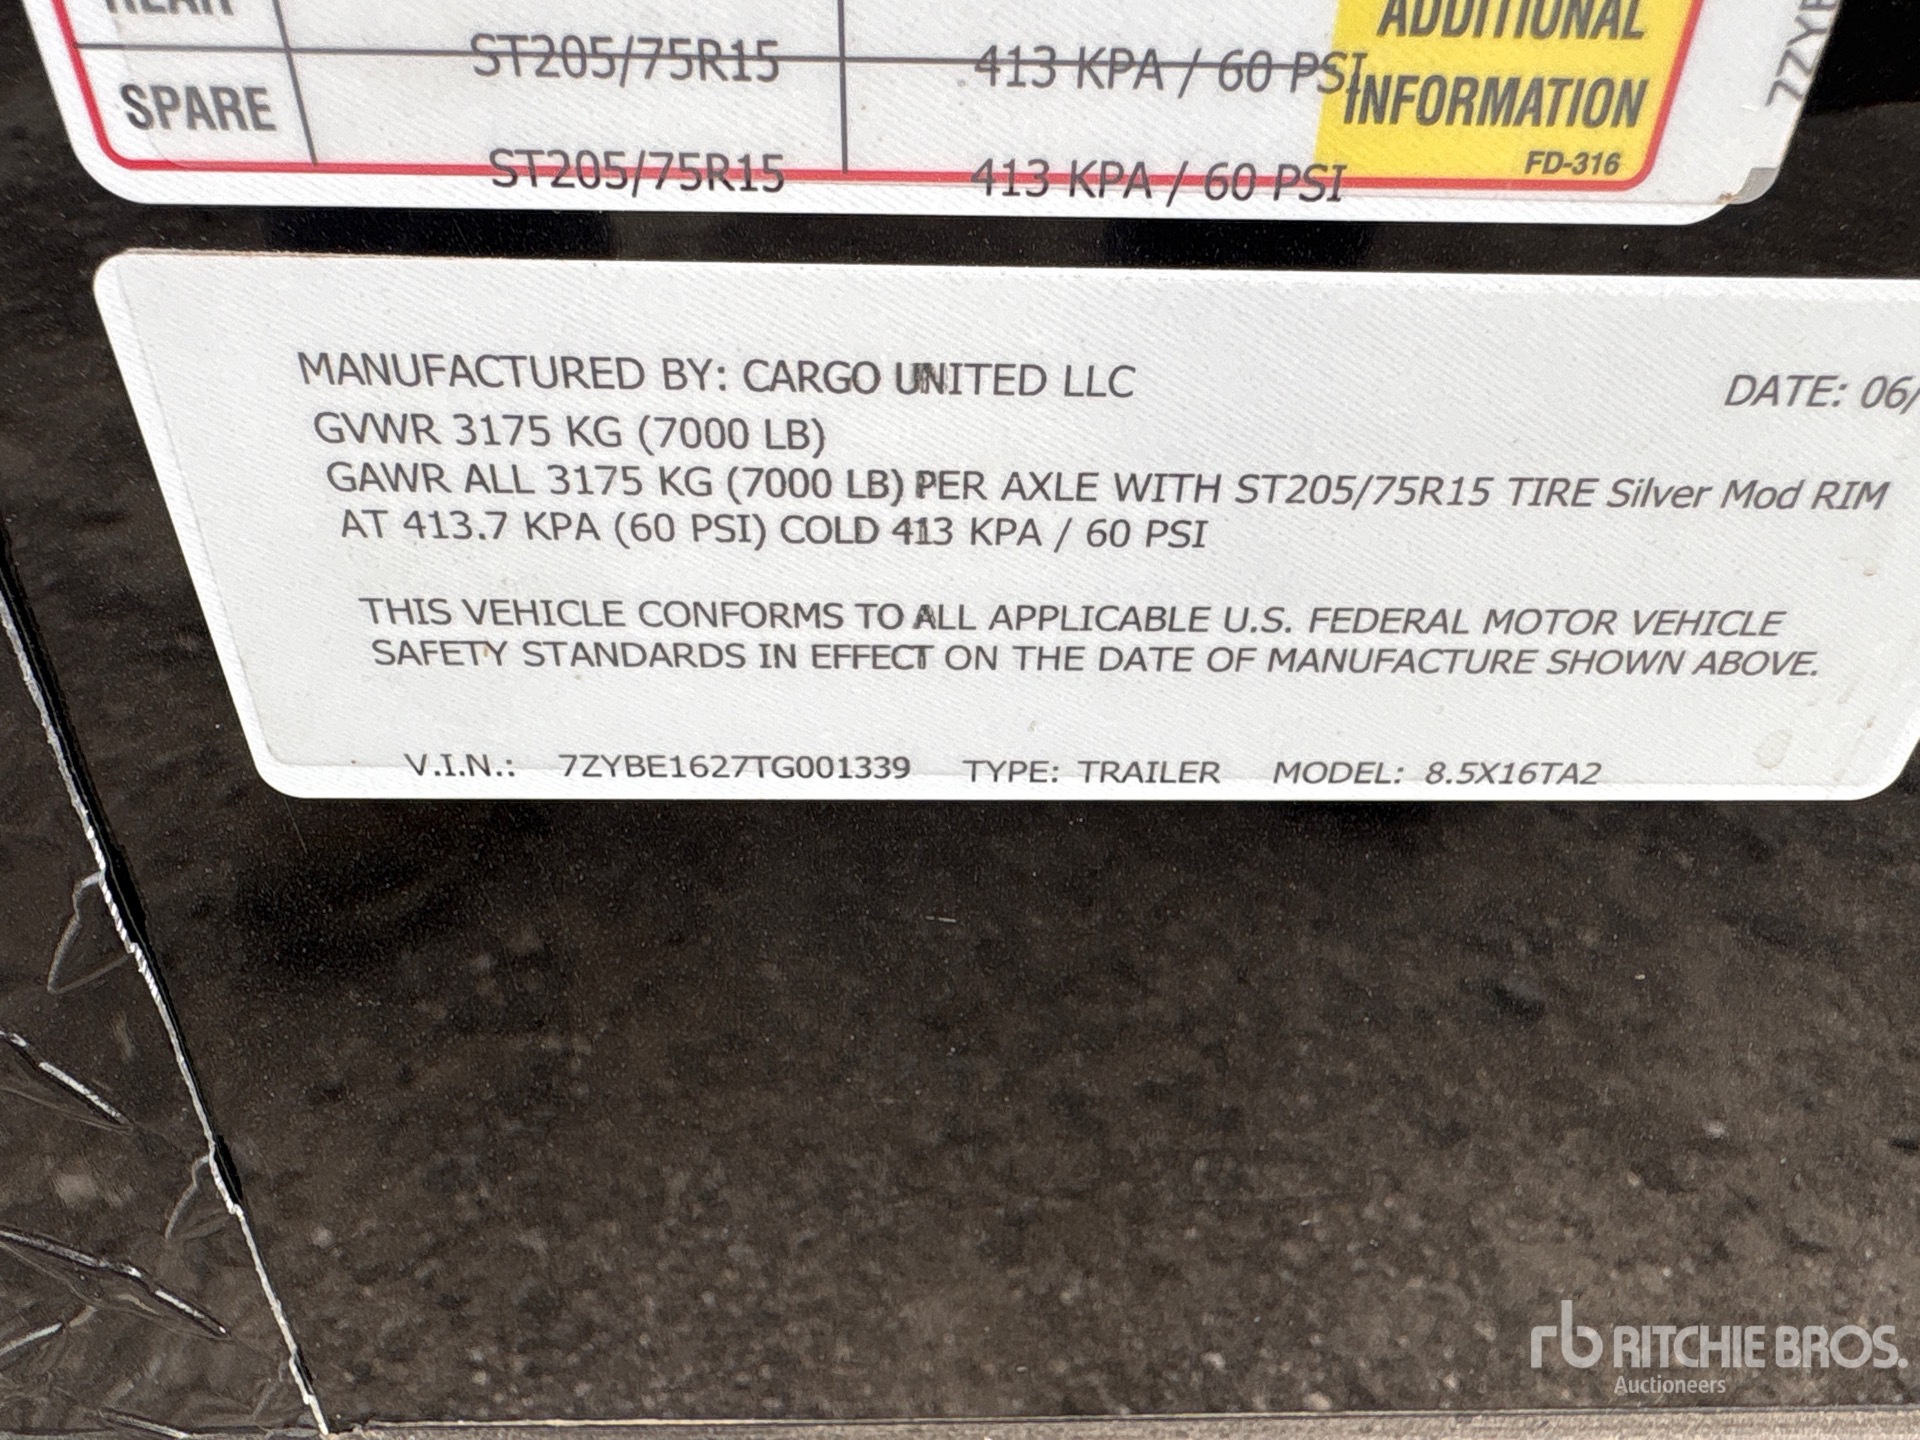 REAR
ST205/75R15 413 KPA / 60 PSI
ADDITIONAL
SPARE
INFORMATION
ST205/75R15 413 KPA / 60 PSI
FD-316
7ZYB
MANUFACTURED BY: CARGO UNITED LLC DATE: 06/
GVWR 3175 KG (7000 LB)
GAWR ALL 3175 KG (7000 LB) PER AXLE WITH ST205/75R15 TIRE Silver Mod RIM
AT 413.7 KPA (60 PSI) COLD 413 KPA / 60 PSI
THIS VEHICLE CONFORMS TO ALL APPLICABLE U.S. FEDERAL MOTOR VEHICLE
SAFETY STANDARDS IN EFFECT ON THE DATE OF MANUFACTURE SHOWN ABOVE.
V.I.N.: 7ZYBE1627TG001339 TYPE: TRAILER MODEL: 8.5X16TA2
rb RITCHIE BROS.
Auctioneers